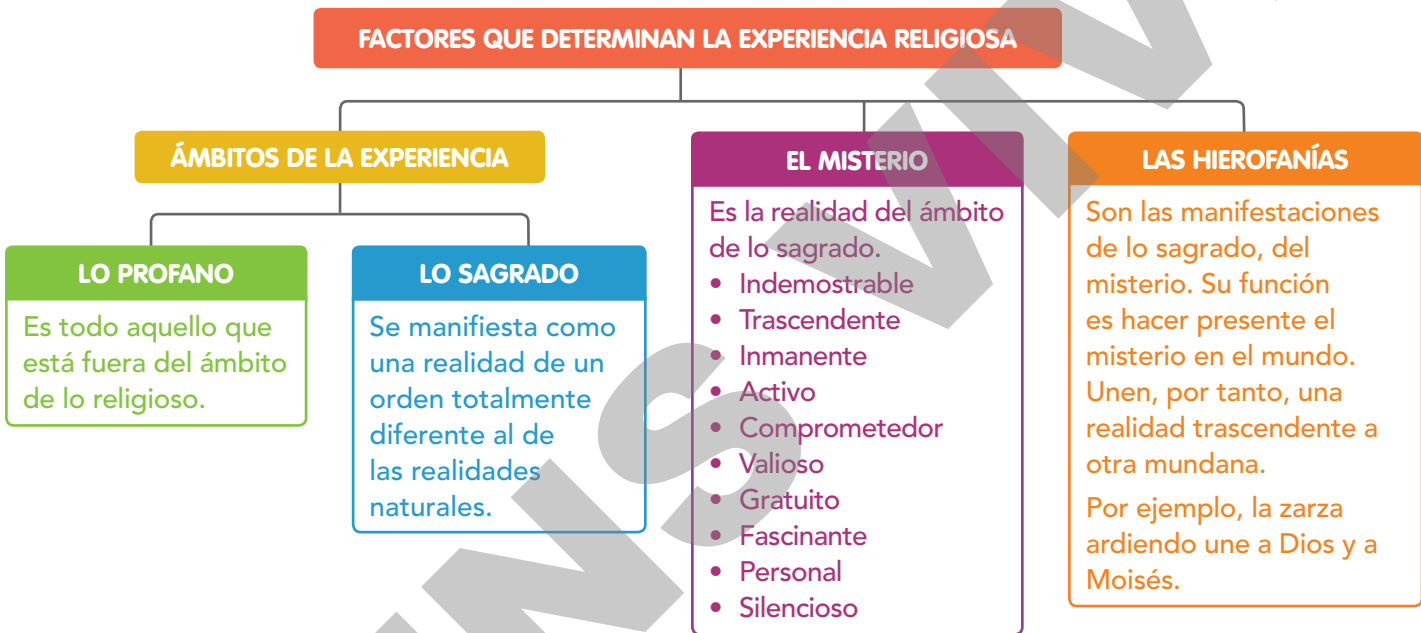 FACTORES QUE DETERMINAN LA EXPERIENCIA RELIGIOSA
ÁMBITOS DE LA EXPERIENCIA
LO PROFANO
Es todo aquello que
está fuera del ámbito
de lo religioso.
LO SAGRADO
Se manifiesta como
una realidad de un
orden totalmente
diferente al de
las realidades
naturales.
EL MISTERIO
Es la realidad del ámbito
de lo sagrado.
• Indemostrable
• Trascendente
• Inmanente
• Activo
• Comprometedor
• Valioso
• Gratuito
• Fascinante
• Personal
• Silencioso
LAS HIEROFANÍAS
Son las manifestaciones
de lo sagrado, del
misterio. Su función
es hacer presente el
misterio en el mundo.
Unen, por tanto, una
realidad trascendente a
otra mundana.
Por ejemplo, la zarza
ardiendo une a Dios y a
Moisés.